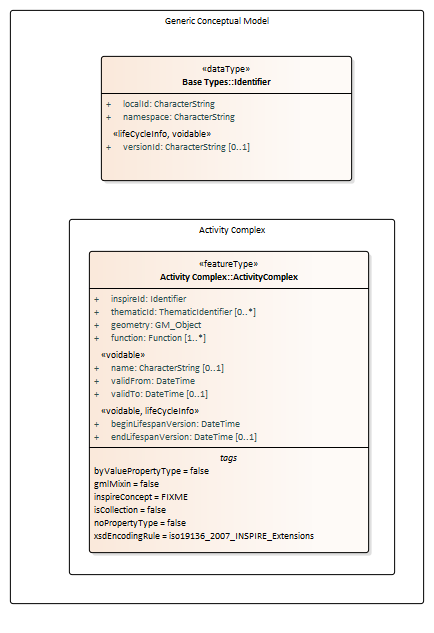 Generic Conceptual Model
«dataType»
Base Types::Identifier
+ localId: CharacterString
+ namespace: CharacterString
«lifeCycleInfo, voidable»
+ versionId: CharacterString [0..1]
Activity Complex
«featureType»
Activity Complex::ActivityComplex
+ inspireId: Identifier
+ thematicId: ThematicIdentifier [0..*]
+ geometry: GM_Object
+ function: Function [1..*]
«voidable»
+ name: CharacterString [0..1]
+ validFrom: DateTime
+ validTo: DateTime [0..1]
«voidable, lifeCycleInfo»
+ beginLifespanVersion: DateTime
+ endLifespanVersion: DateTime [0..1]
tags
byValuePropertyType = false
gmlMixin = false
inspireConcept = FIXME
isCollection = false
noPropertyType = false
xsdEncodingRule = iso19136_2007_INSPIRE_Extensions